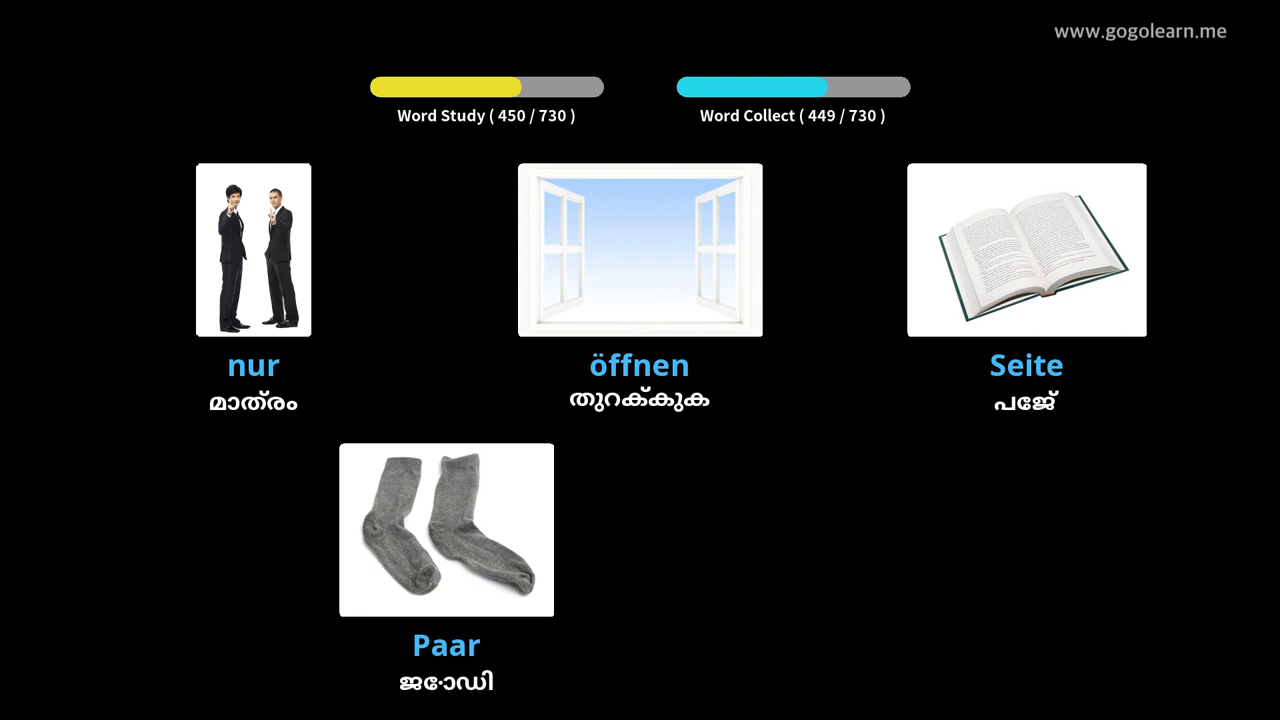 www.gogolearn.me
Word Study ( 450 / 730 )
Word Collect ( 449 / 730 )
nur
മാത്രം
öffnen
തുറക്കുക
Seite
പേജ്
Paar
ജോഡി